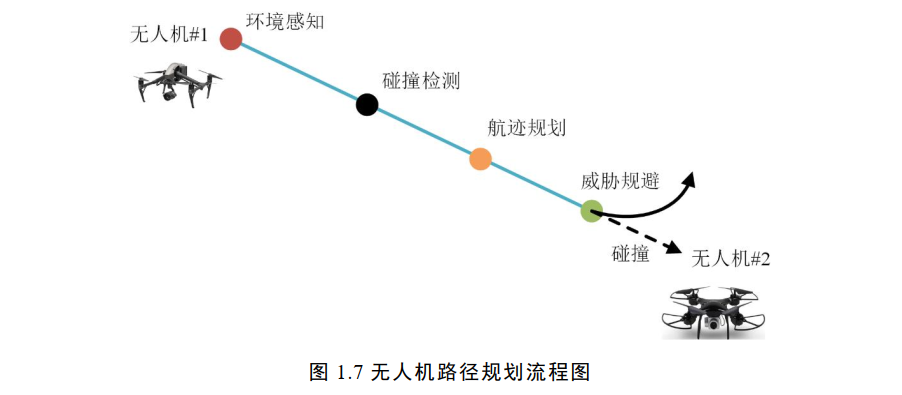 环境感知
无人机#1
碰撞检测
航迹规划
威胁规避
碰撞
无人机#2
图 1.7 无人机路径规划流程图